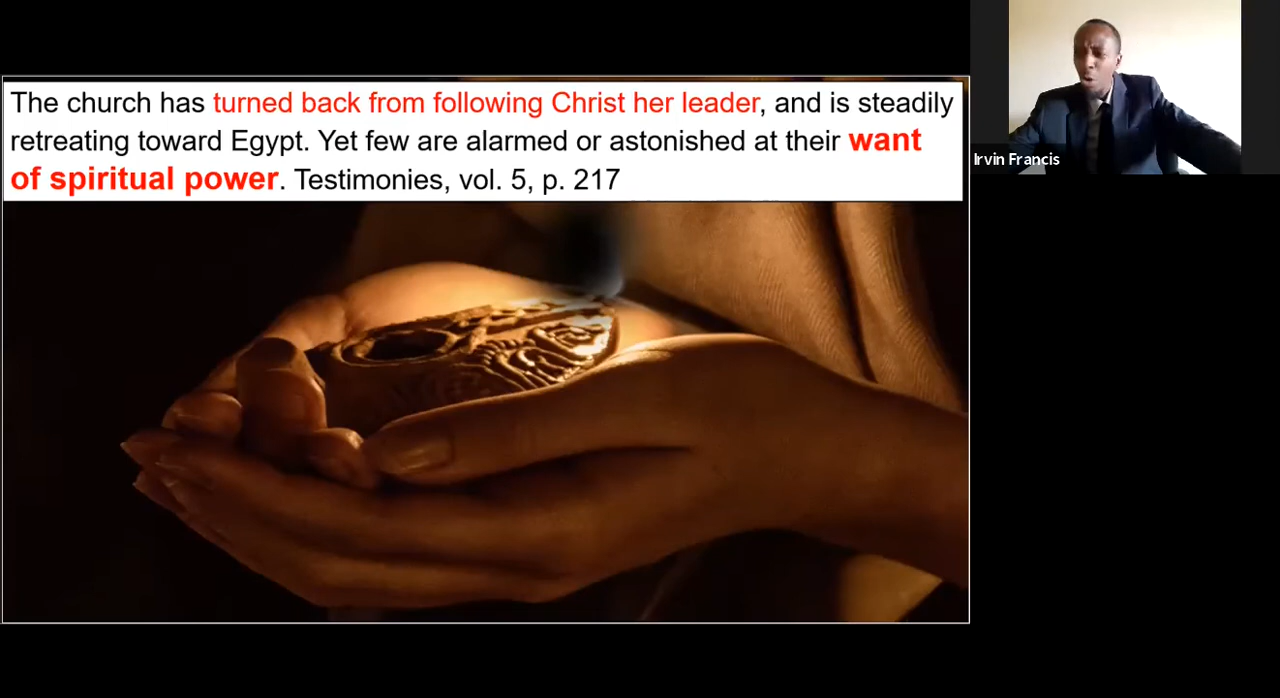 The church has turned back from following Christ her leader, and is steadily
retreating toward Egypt. Yet few are alarmed or astonished at their want
of spiritual power. Testimonies, vol. 5, p. 217
Irvin Francis